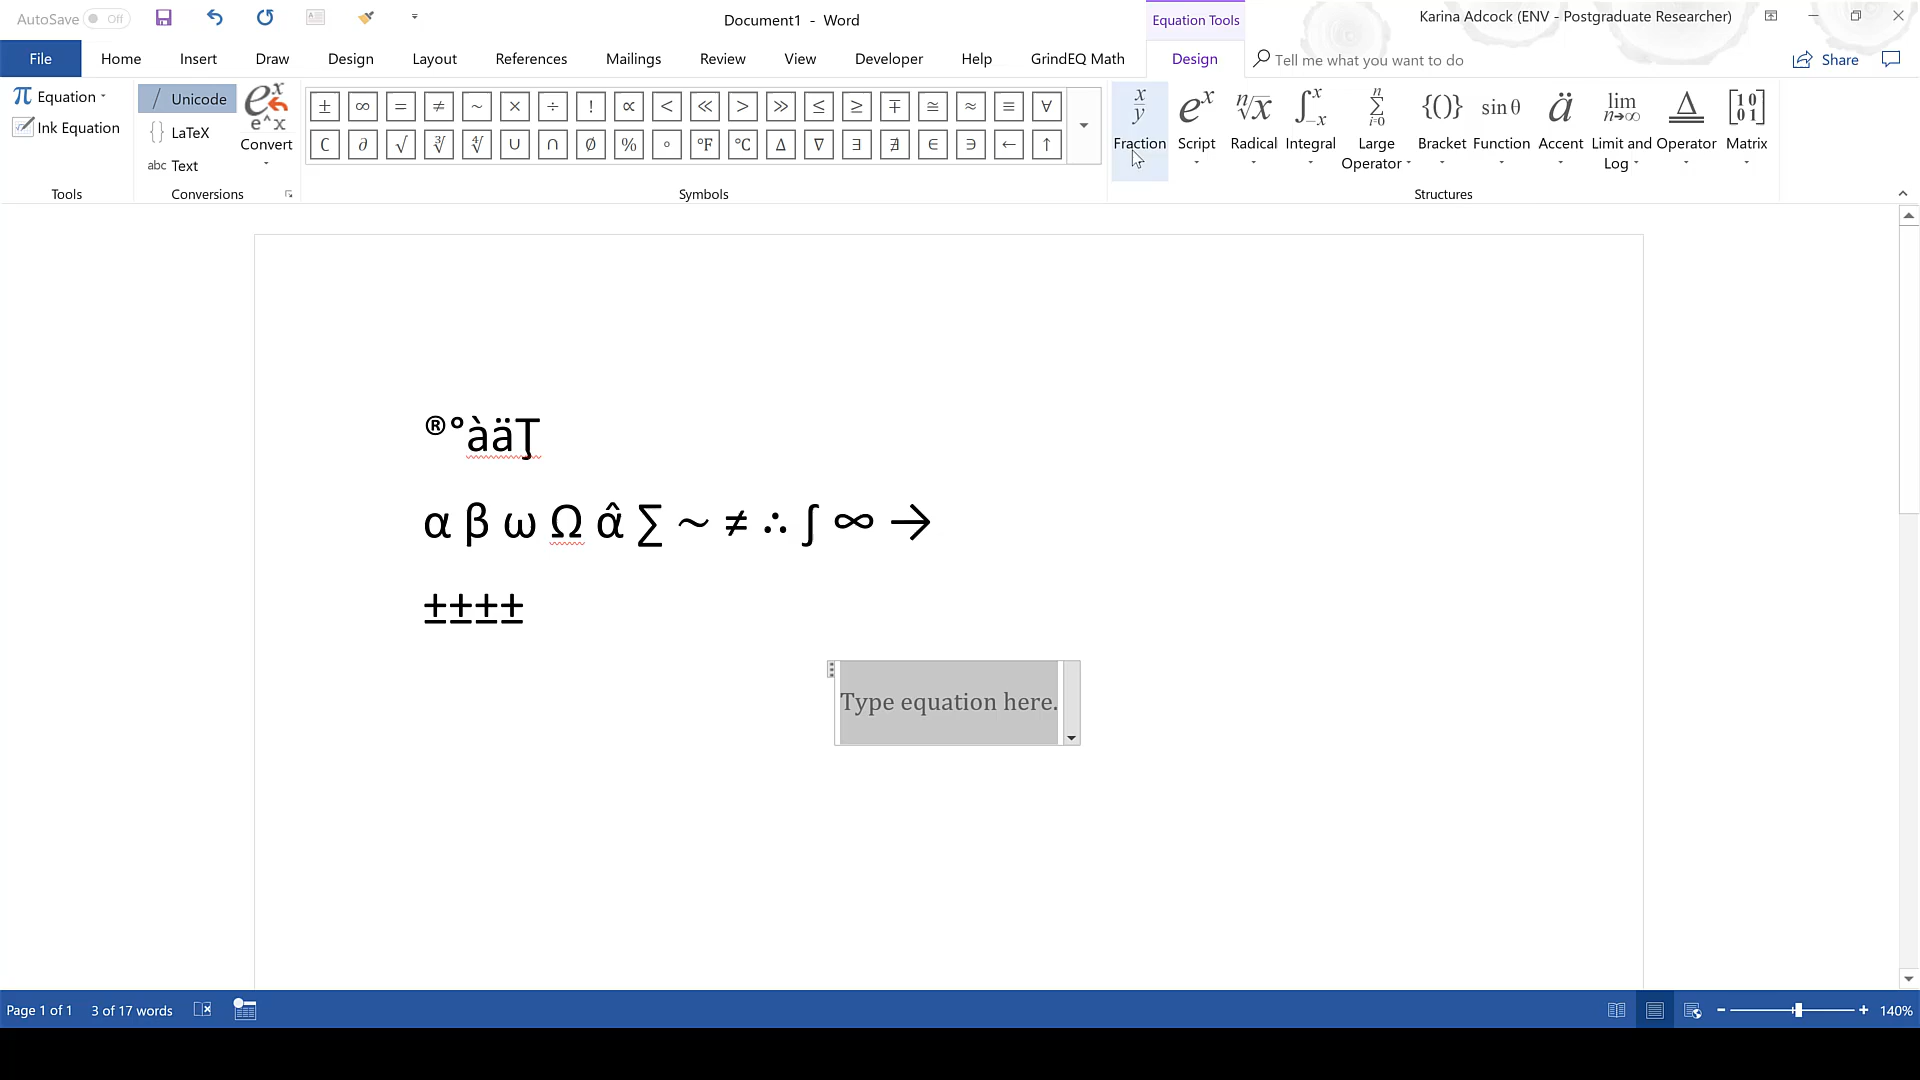 AutoSave Off Document1 - Word Equation Tools Karina Adcock (ENV - Postgraduate Researcher)
File Home Insert Draw Design Layout References Mailings Review View Developer Help GrindEQ Math Design Tell me what you want to do Share
π Equation Unicode
Ink Equation {} LaTeX
abc Text
e^x Convert
± ∞ = ≠ ~ × ÷ ! ∝ < ≪ > ≫ ≤ ≥ ∓ ≅ ≈ ≡ ∀
∁ ∂ √ ∛ ∜ ∪ ∩ ∅ % ∘ °F °C ∆ ∇ ∃ ∄ ∈ ∋ ← ↑
Fraction Script Radical Integral Large Operator Bracket Function Accent Limit and Log Operator Matrix
Tools Conversions Symbols Structures
®°àäƮ
α β ω Ω α̂ ∑ ~ ≠ ∴ ∫ ∞ →
±±±±
Type equation here.
Page 1 of 1 3 of 17 words 140%